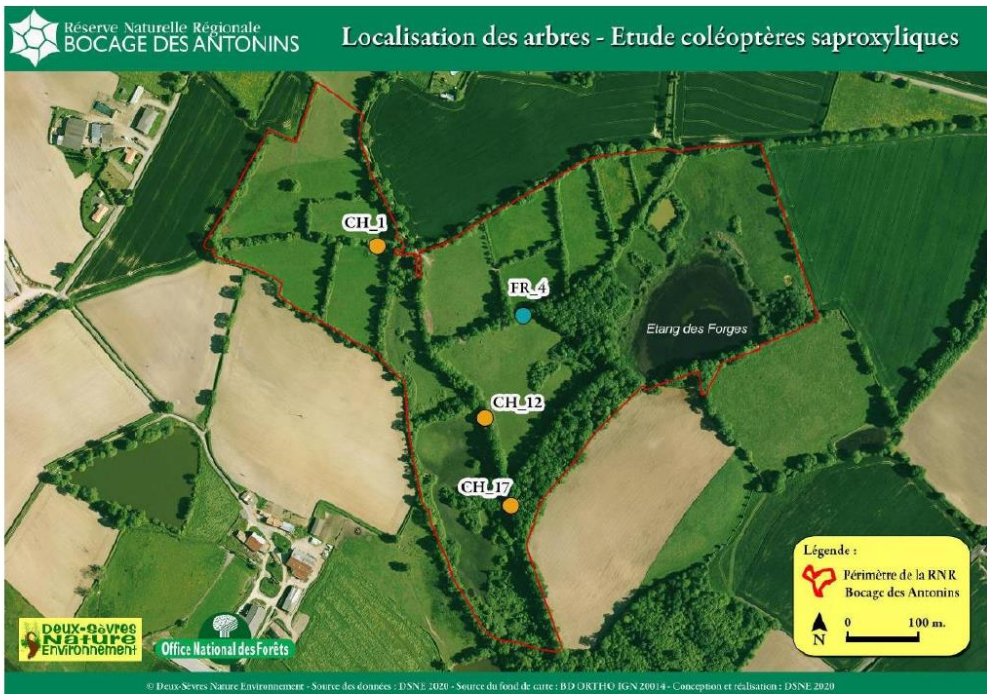 Réserve Naturelle Régionale
BOCAGE DES ANTONINS
Localisation des arbres - Etude coléoptères saproxyliques
CH_1
FR_4
Etang des Forges
CH_12
CH_17
Légende :
Périmètre de la RNR
Bocage des Antonins
N
0 100 m.
Deux-Sèvres
Nature
Environnement
Office National des Forêts
© Deux-Sèvres Nature Environnement - Source des données : DSNE 2020 - Source du fond de carte : BD ORTHO IGN 20014 - Conception et réalisation : DSNE 2020